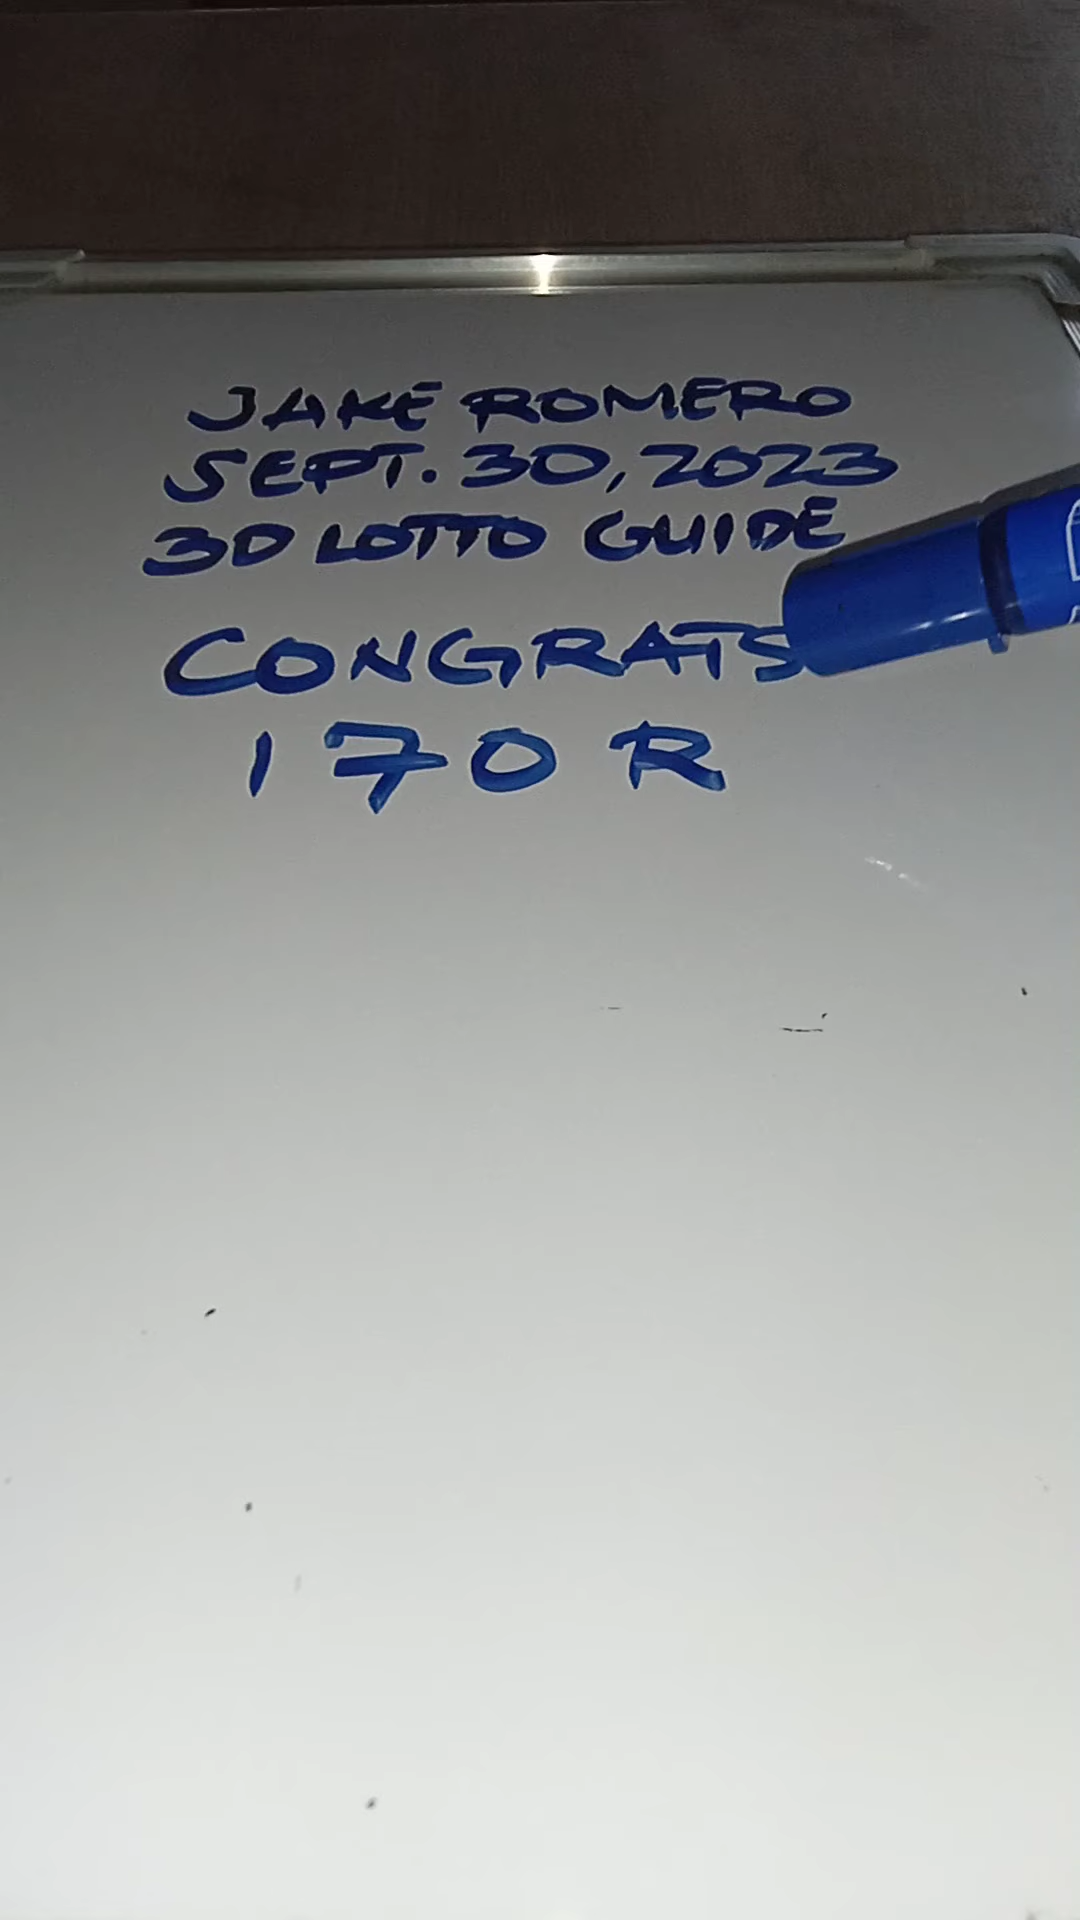 JAKE ROMERO
SEPT. 30, 2023
3D LOTTO GUIDE
CONGRATS
170 R